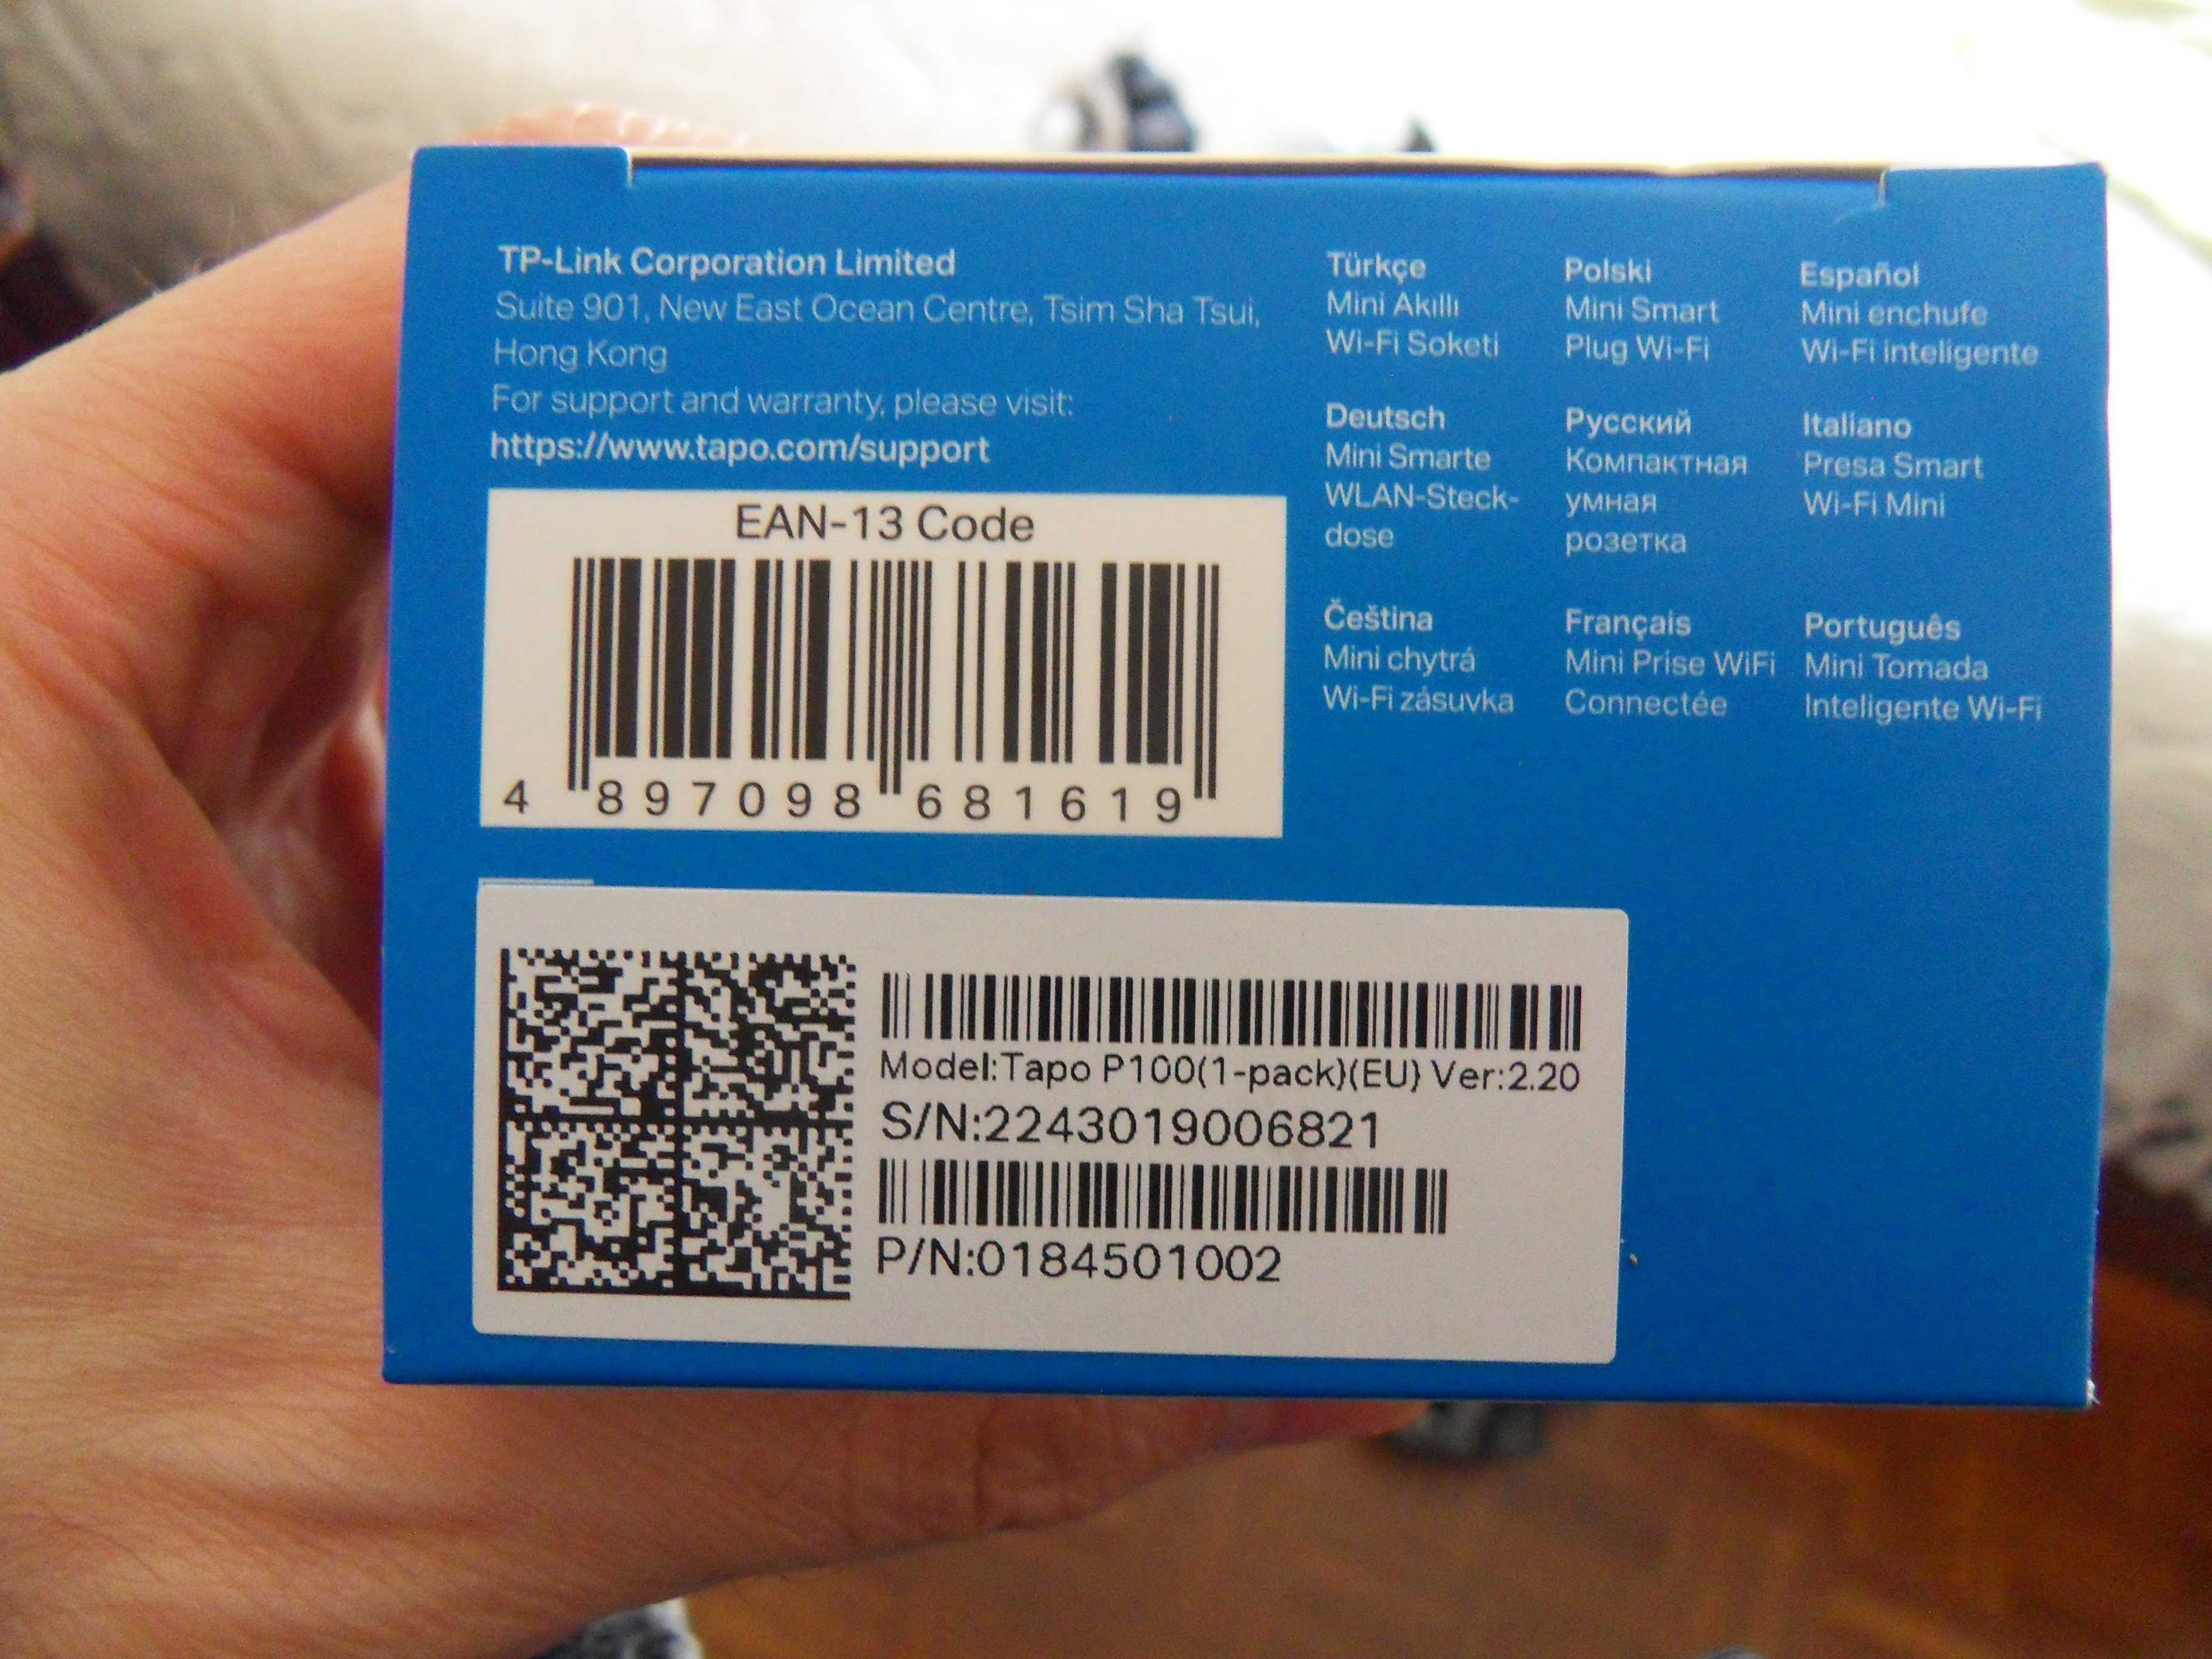 TP-Link Corporation Limited
Suite 901, New East Ocean Centre, Tsim Sha Tsui,
Hong Kong
For support and warranty, please visit:
https://www.tapo.com/support
EAN-13 Code
4 897098 681619
Türkçe
Mini Akıllı
Wi-Fi Soketi
Polski
Mini Smart
Plug Wi-Fi
Español
Mini enchufe
Wi-Fi inteligente
Deutsch
Mini Smarte
WLAN-Steck-
dose
Русский
Компактная
умная
розетка
Italiano
Presa Smart
Wi-Fi Mini
Čeština
Mini chytrá
Wi-Fi zásuvka
Français
Mini Prise WiFi
Connectée
Português
Mini Tomada
Inteligente Wi-Fi
Model:Tapo P100(1-pack)(EU) Ver:2.20
S/N:2243019006821
P/N:0184501002